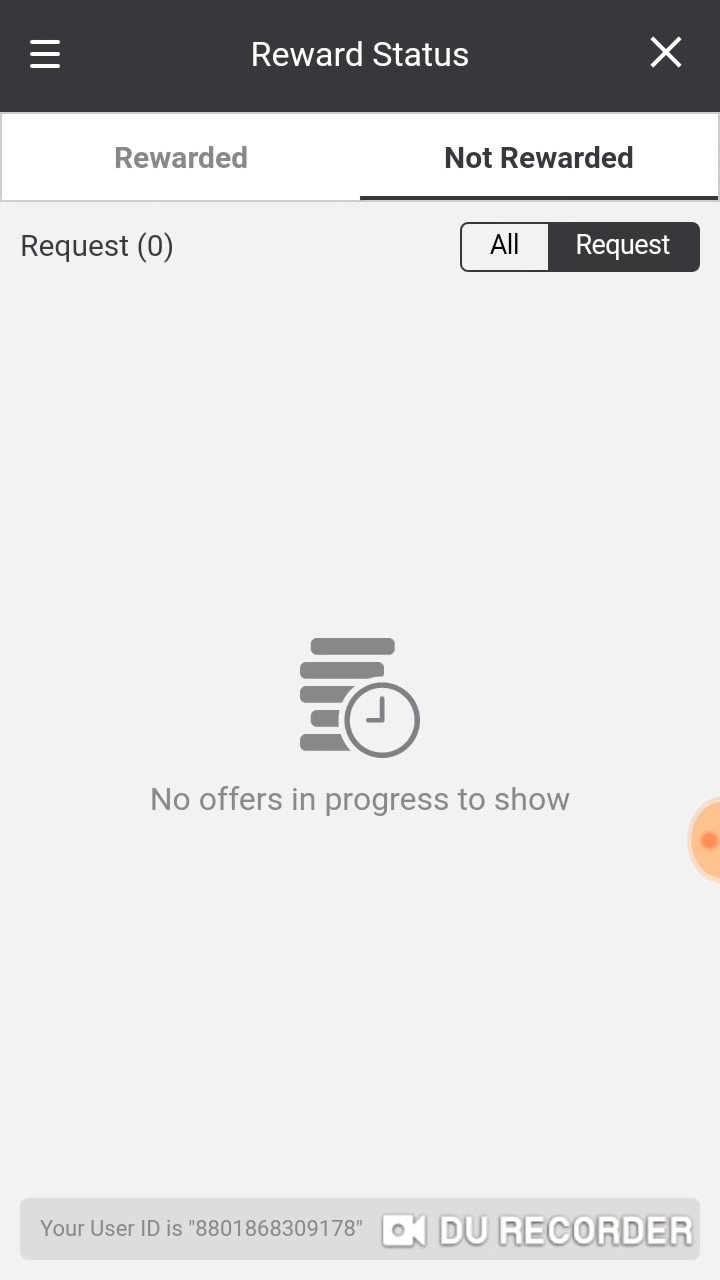 Reward Status
Rewarded
Not Rewarded
Request (0)
All
Request
No offers in progress to show
Your User ID is "8801868309178"
DU RECORDER